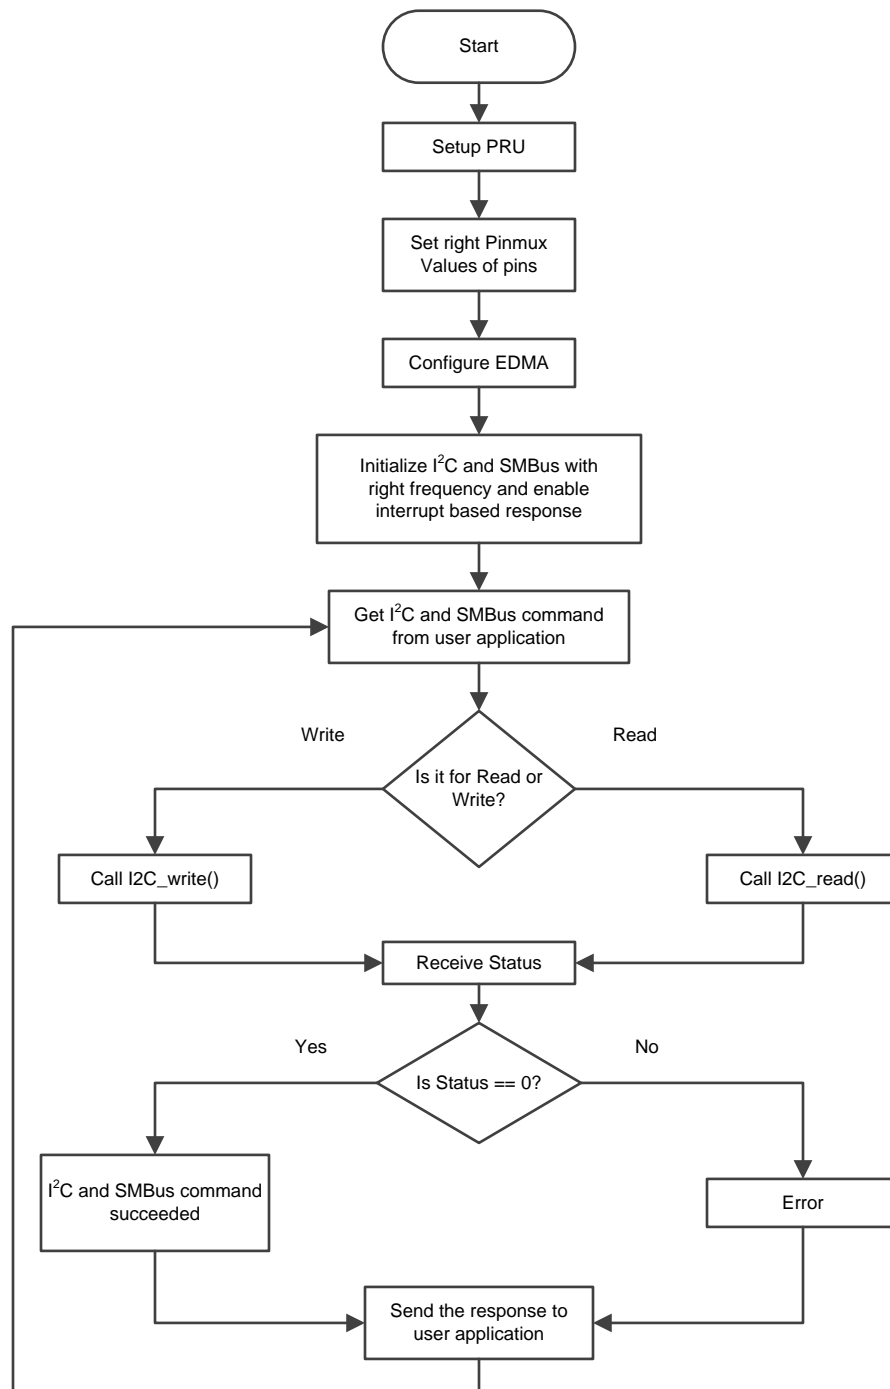 Start
Setup PRU
Set right Pinmux
Values of pins
Configure EDMA
Initialize I²C and SMBus with
right frequency and enable
interrupt based response
Get I²C and SMBus command
from user application
Write
Read
Is it for Read or
Write?
Call I2C_write()
Call I2C_read()
Receive Status
Yes
No
Is Status == 0?
I²C and SMBus command
succeeded
Error
Send the response to
user application